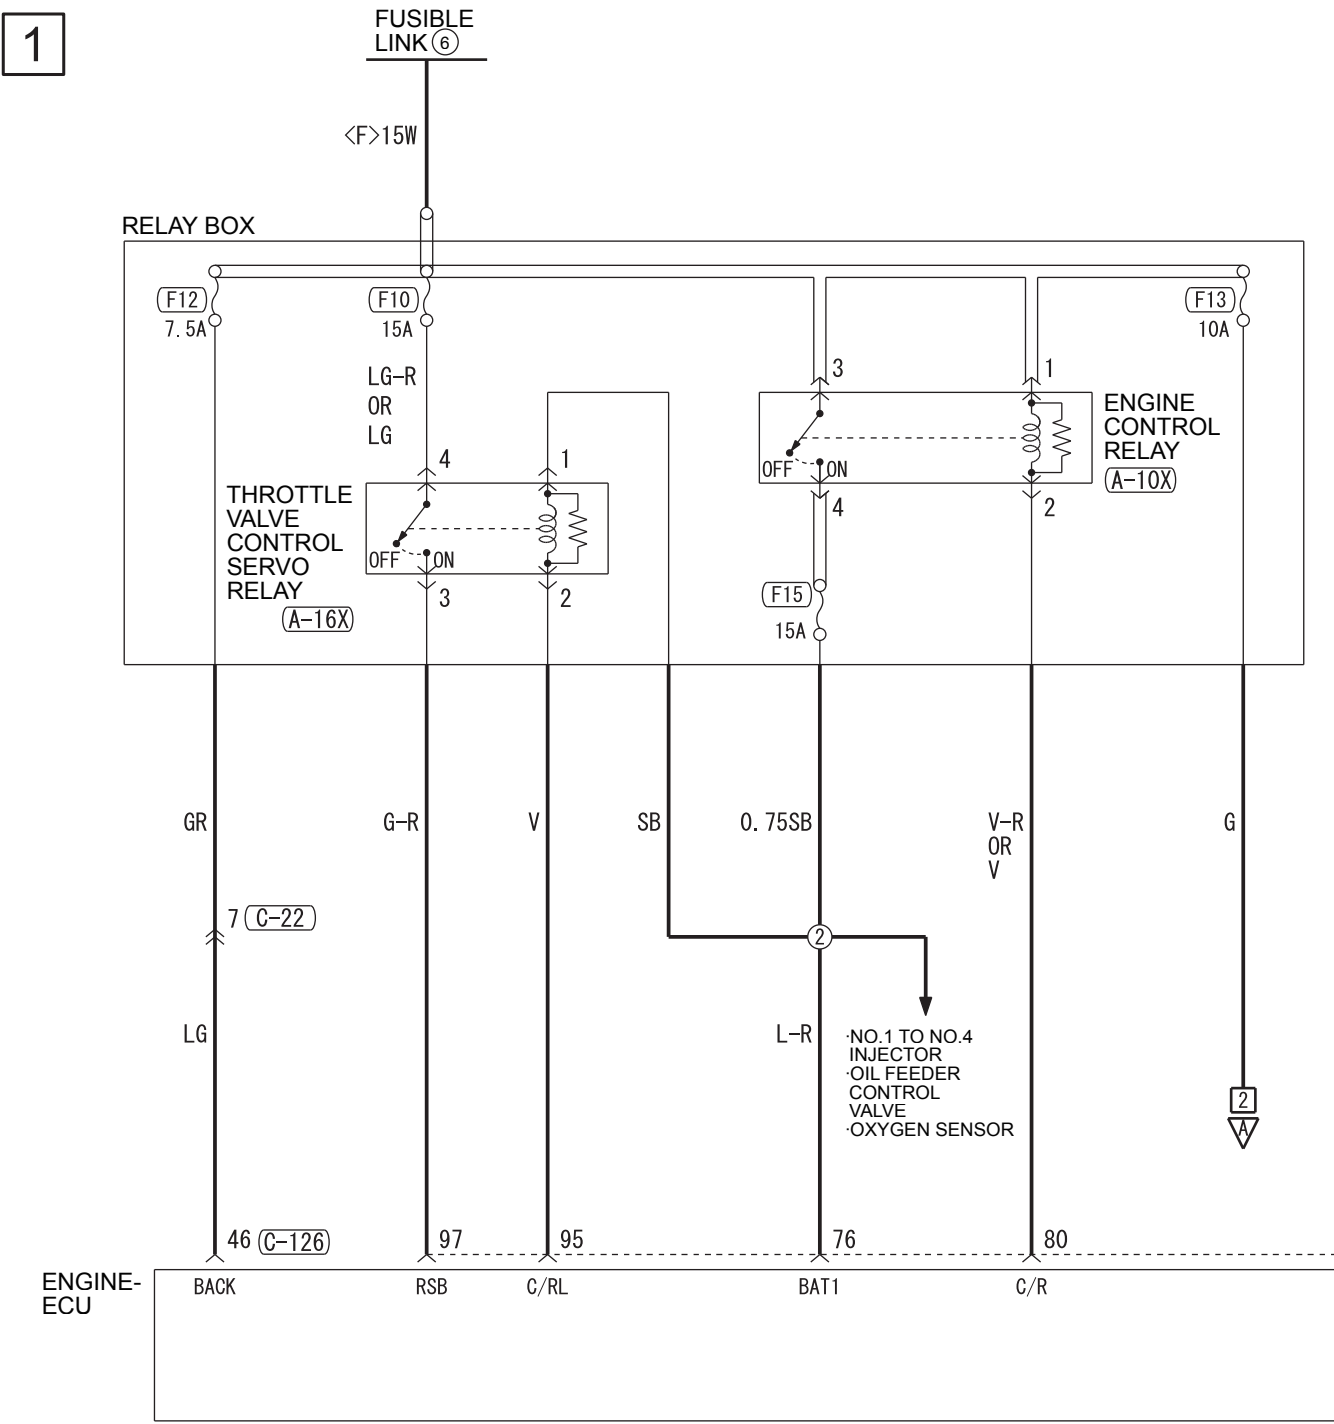 1
FUSIBLE
LINK 6
<F>15W
RELAY BOX
F12
7.5A
F10
15A
F13
10A
LG-R
OR
LG
3
1
ENGINE
CONTROL
RELAY
A-10X
OFF
ON
4
2
4
1
THROTTLE
VALVE
CONTROL
SERVO
RELAY
A-16X
OFF
ON
3
2
F15
15A
GR
G-R
V
SB
0.75SB
V-R
OR
V
G
7
C-22
2
LG
L-R
·NO.1 TO NO.4
INJECTOR
·OIL FEEDER
CONTROL
VALVE
·OXYGEN SENSOR
2
A
46
C-126
97
95
76
80
ENGINE-
ECU
BACK
RSB
C/RL
BAT1
C/R